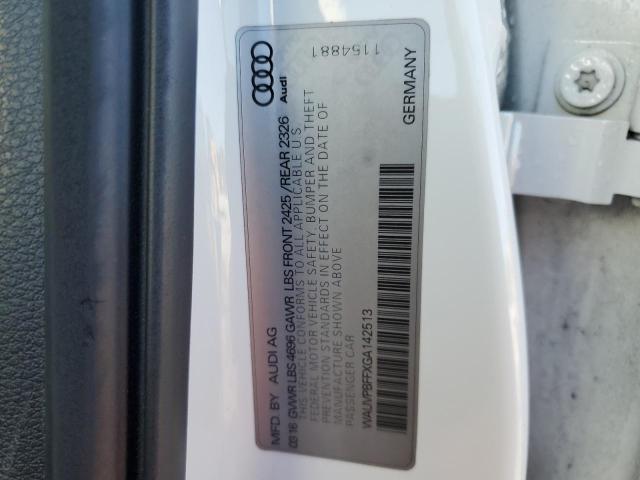 MFD. BY AUDI AG
03 16 GVWR LBS 4696 GAWR LBS FRONT 2425 / REAR 2326
THIS VEHICLE CONFORMS TO ALL APPLICABLE U S
FEDERAL MOTOR VEHICLE SAFETY, BUMPER AND THEFT
PREVENTION STANDARDS IN EFFECT ON THE DATE OF
MANUFACTURE SHOWN ABOVE
PASSENGER CAR
WAUVPBFFXGA142513
Audi
1154881
GERMANY